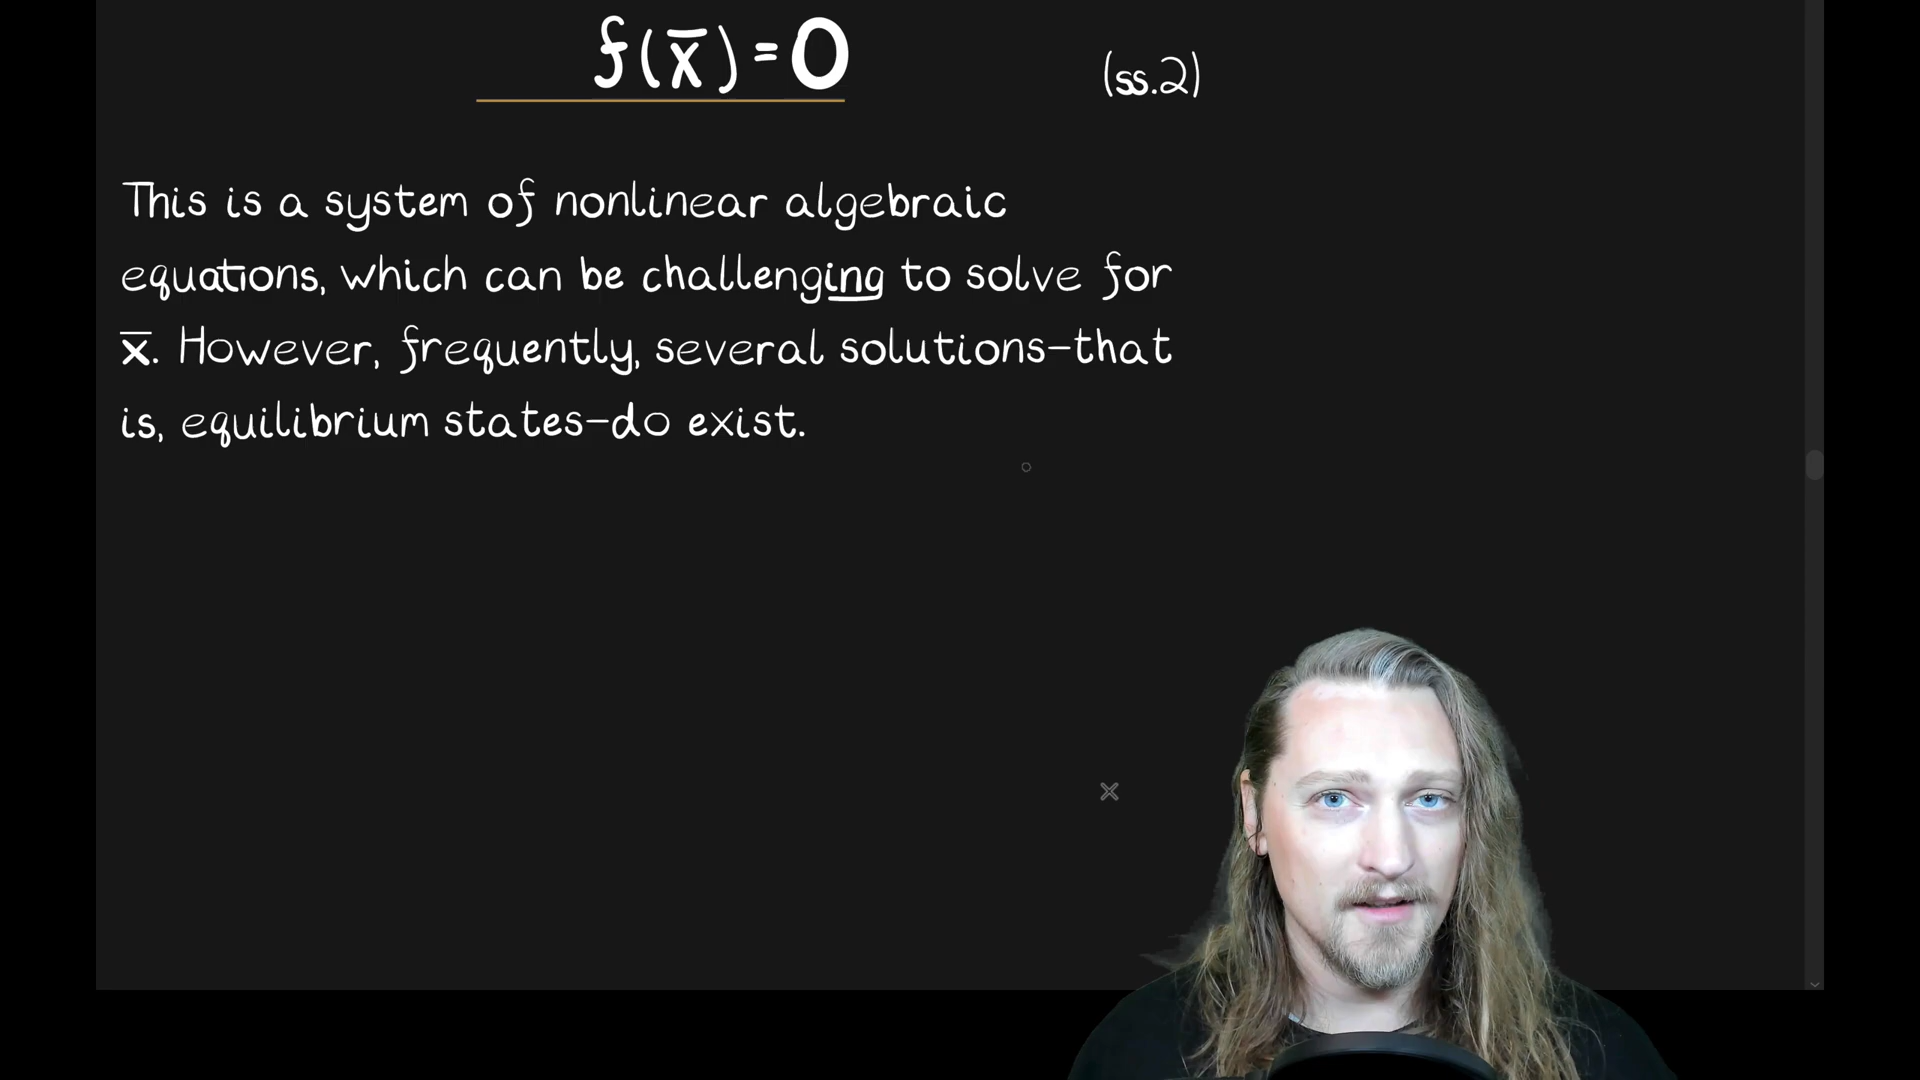 f(x̄)=0 (ss.2)
This is a system of nonlinear algebraic
equations, which can be challenging to solve for
x̄. However, frequently, several solutions—that
is, equilibrium states—do exist.